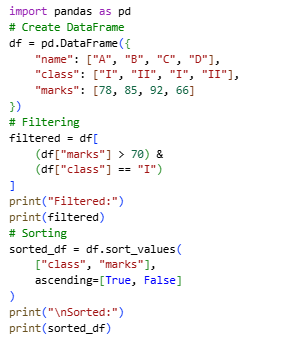 import pandas as pd
# Create DataFrame
df = pd.DataFrame({
    "name": ["A", "B", "C", "D"],
    "class": ["I", "II", "I", "II"],
    "marks": [78, 85, 92, 66]
})
# Filtering
filtered = df[
    (df["marks"] > 70) &
    (df["class"] == "I")
]
print("Filtered:")
print(filtered)
# Sorting
sorted_df = df.sort_values(
    ["class", "marks"],
    ascending=[True, False]
)
print("\nSorted:")
print(sorted_df)